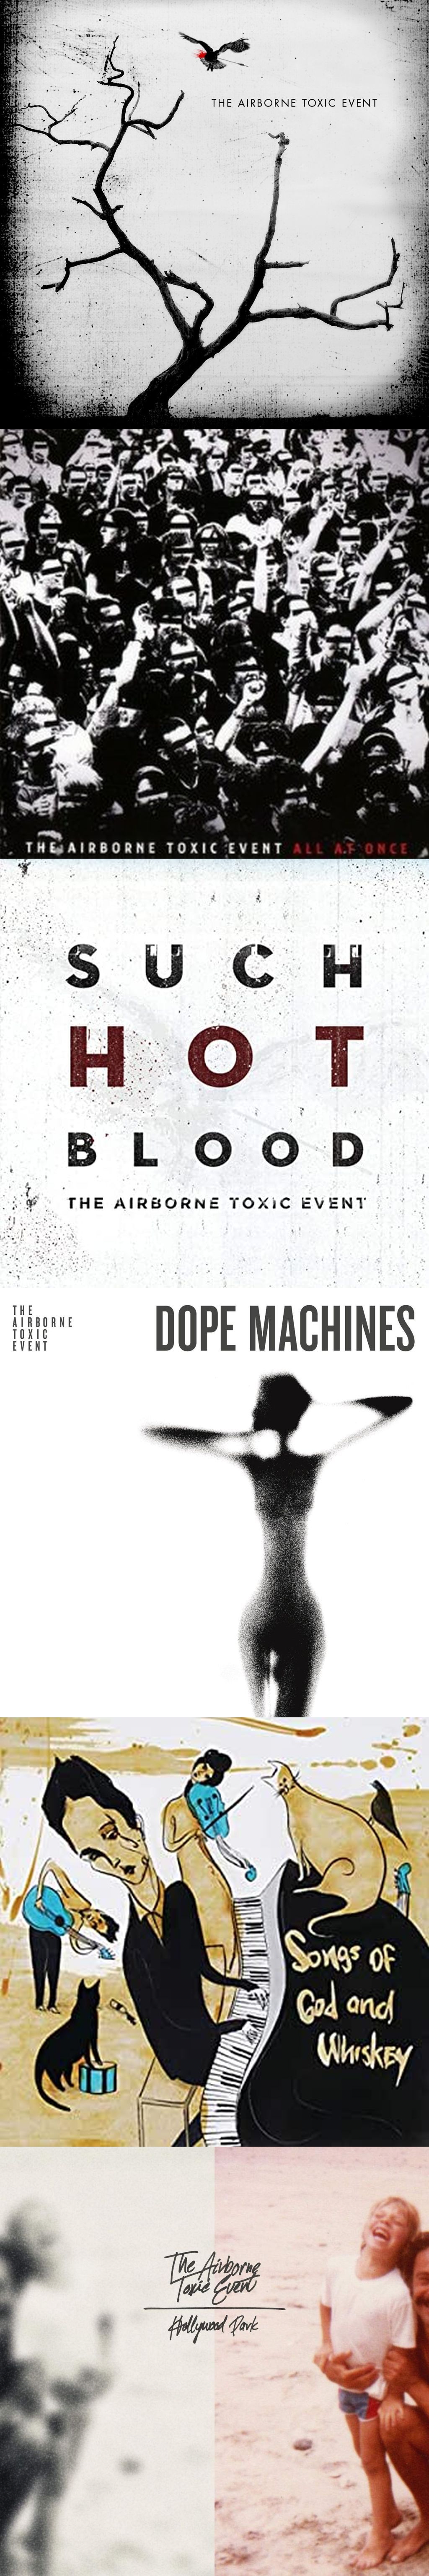 THE AIRBORNE TOXIC EVENT
THE AIRBORNE TOXIC EVENT ALL AT ONCE
SUCH
HOT
BLOOD
THE AIRBORNE TOXIC EVENT
THE
AIRBORNE
TOXIC
EVENT
DOPE MACHINES
Songs of
God and
Whiskey
The Airborne
Toxic Event
Hollywood Park